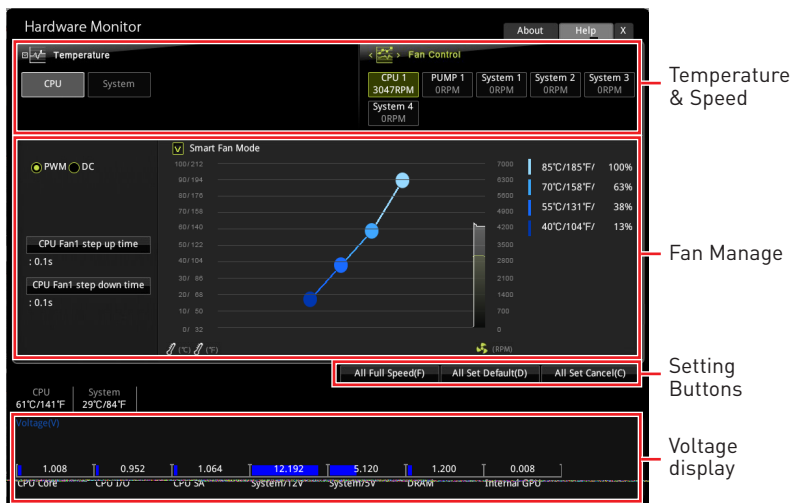 Hardware Monitor
About Help X
Temperature
Fan Control
CPU System
CPU 1 PUMP 1 System 1 System 2 System 3
3047RPM 0RPM 0RPM 0RPM 0RPM
System 4
0RPM
Temperature
& Speed
V Smart Fan Mode
PWM DC
100/212 7000
90/194 6300
80/176 5600
70/158 4900
60/140 4200
50/122 3500
40/104 2800
30/ 86 2100
20/ 68 1400
10/ 50 700
0/ 32 0
(℃) (℉) (RPM)
85℃/185℉/ 100%
70℃/158℉/ 63%
55℃/131℉/ 38%
40℃/104℉/ 13%
CPU Fan1 step up time
: 0.1s
CPU Fan1 step down time
: 0.1s
Fan Manage
All Full Speed(F) All Set Default(D) All Set Cancel(C)
Setting
Buttons
CPU System
61℃/141℉ 29℃/84℉
Voltage(V)
1.008 0.952 1.064 12.192 5.120 1.200 0.008
CPU Core CPU I/O CPU SA System/12V System/5V DRAM Internal GPU
Voltage
display